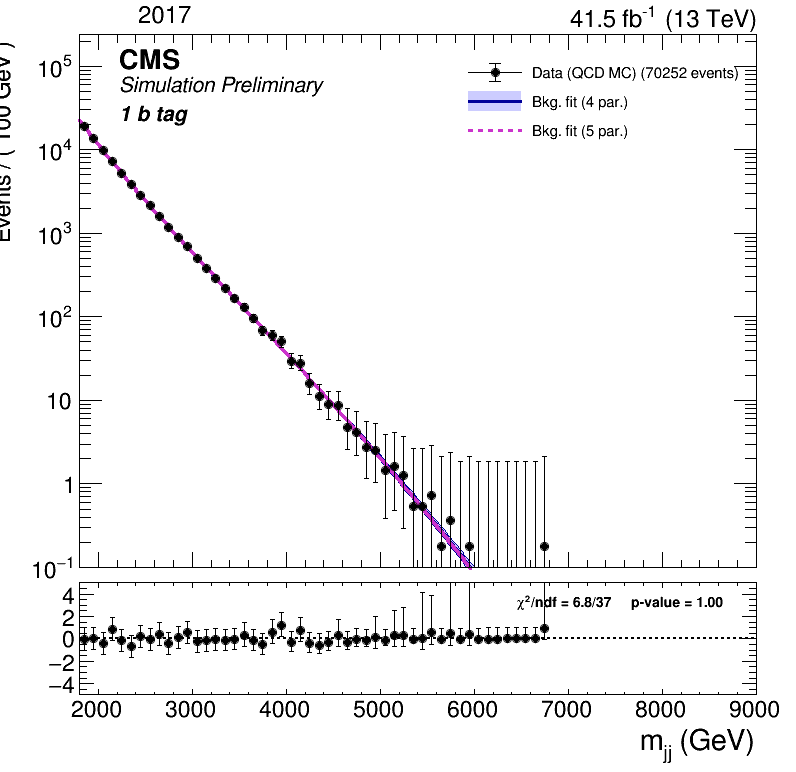 2017
41.5 fb⁻¹ (13 TeV)
CMS
Simulation Preliminary
1 b tag
Data (QCD MC) (70252 events)
Bkg. fit (4 par.)
Bkg. fit (5 par.)
Events / ( 100 GeV )
10⁵
10⁴
10³
10²
10
1
10⁻¹
χ²/ndf = 6.8/37 p-value = 1.00
4
2
0
−2
−4
2000 3000 4000 5000 6000 7000 8000 9000
m_jj (GeV)